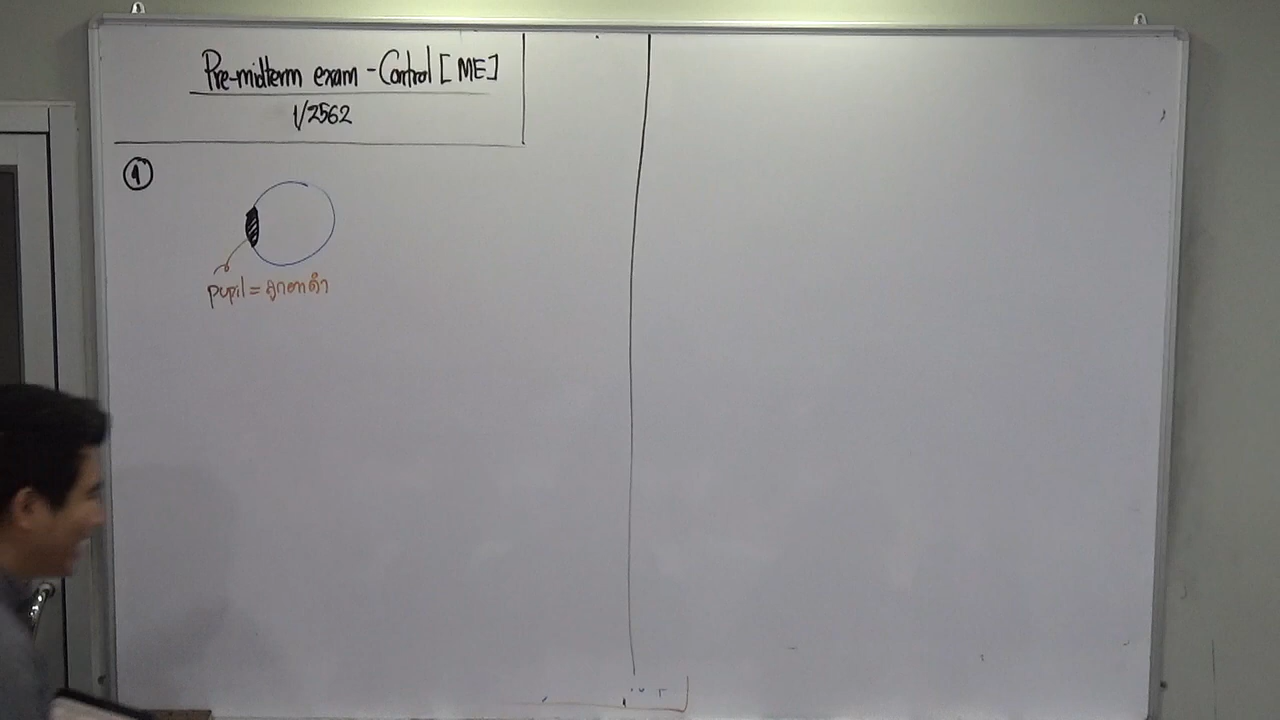 Pre-midterm exam - Control [ME]
1/2562
1
pupil = ลูกตาดำ